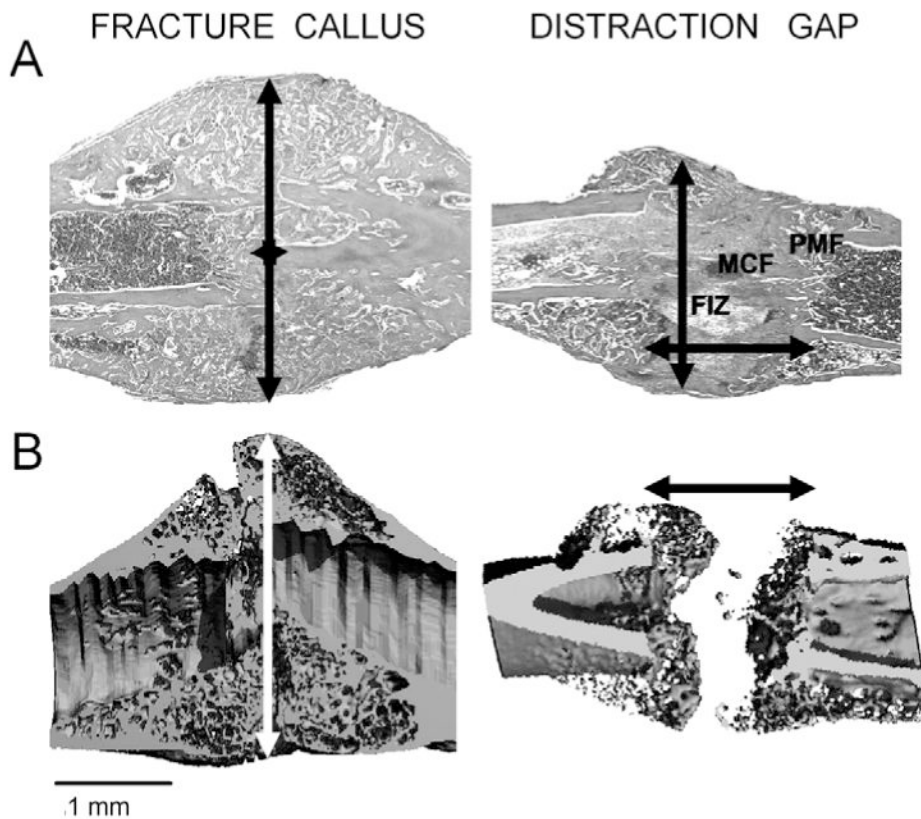 FRACTURE CALLUS
DISTRACTION GAP
A
PMF
MCF
FIZ
B
1 mm